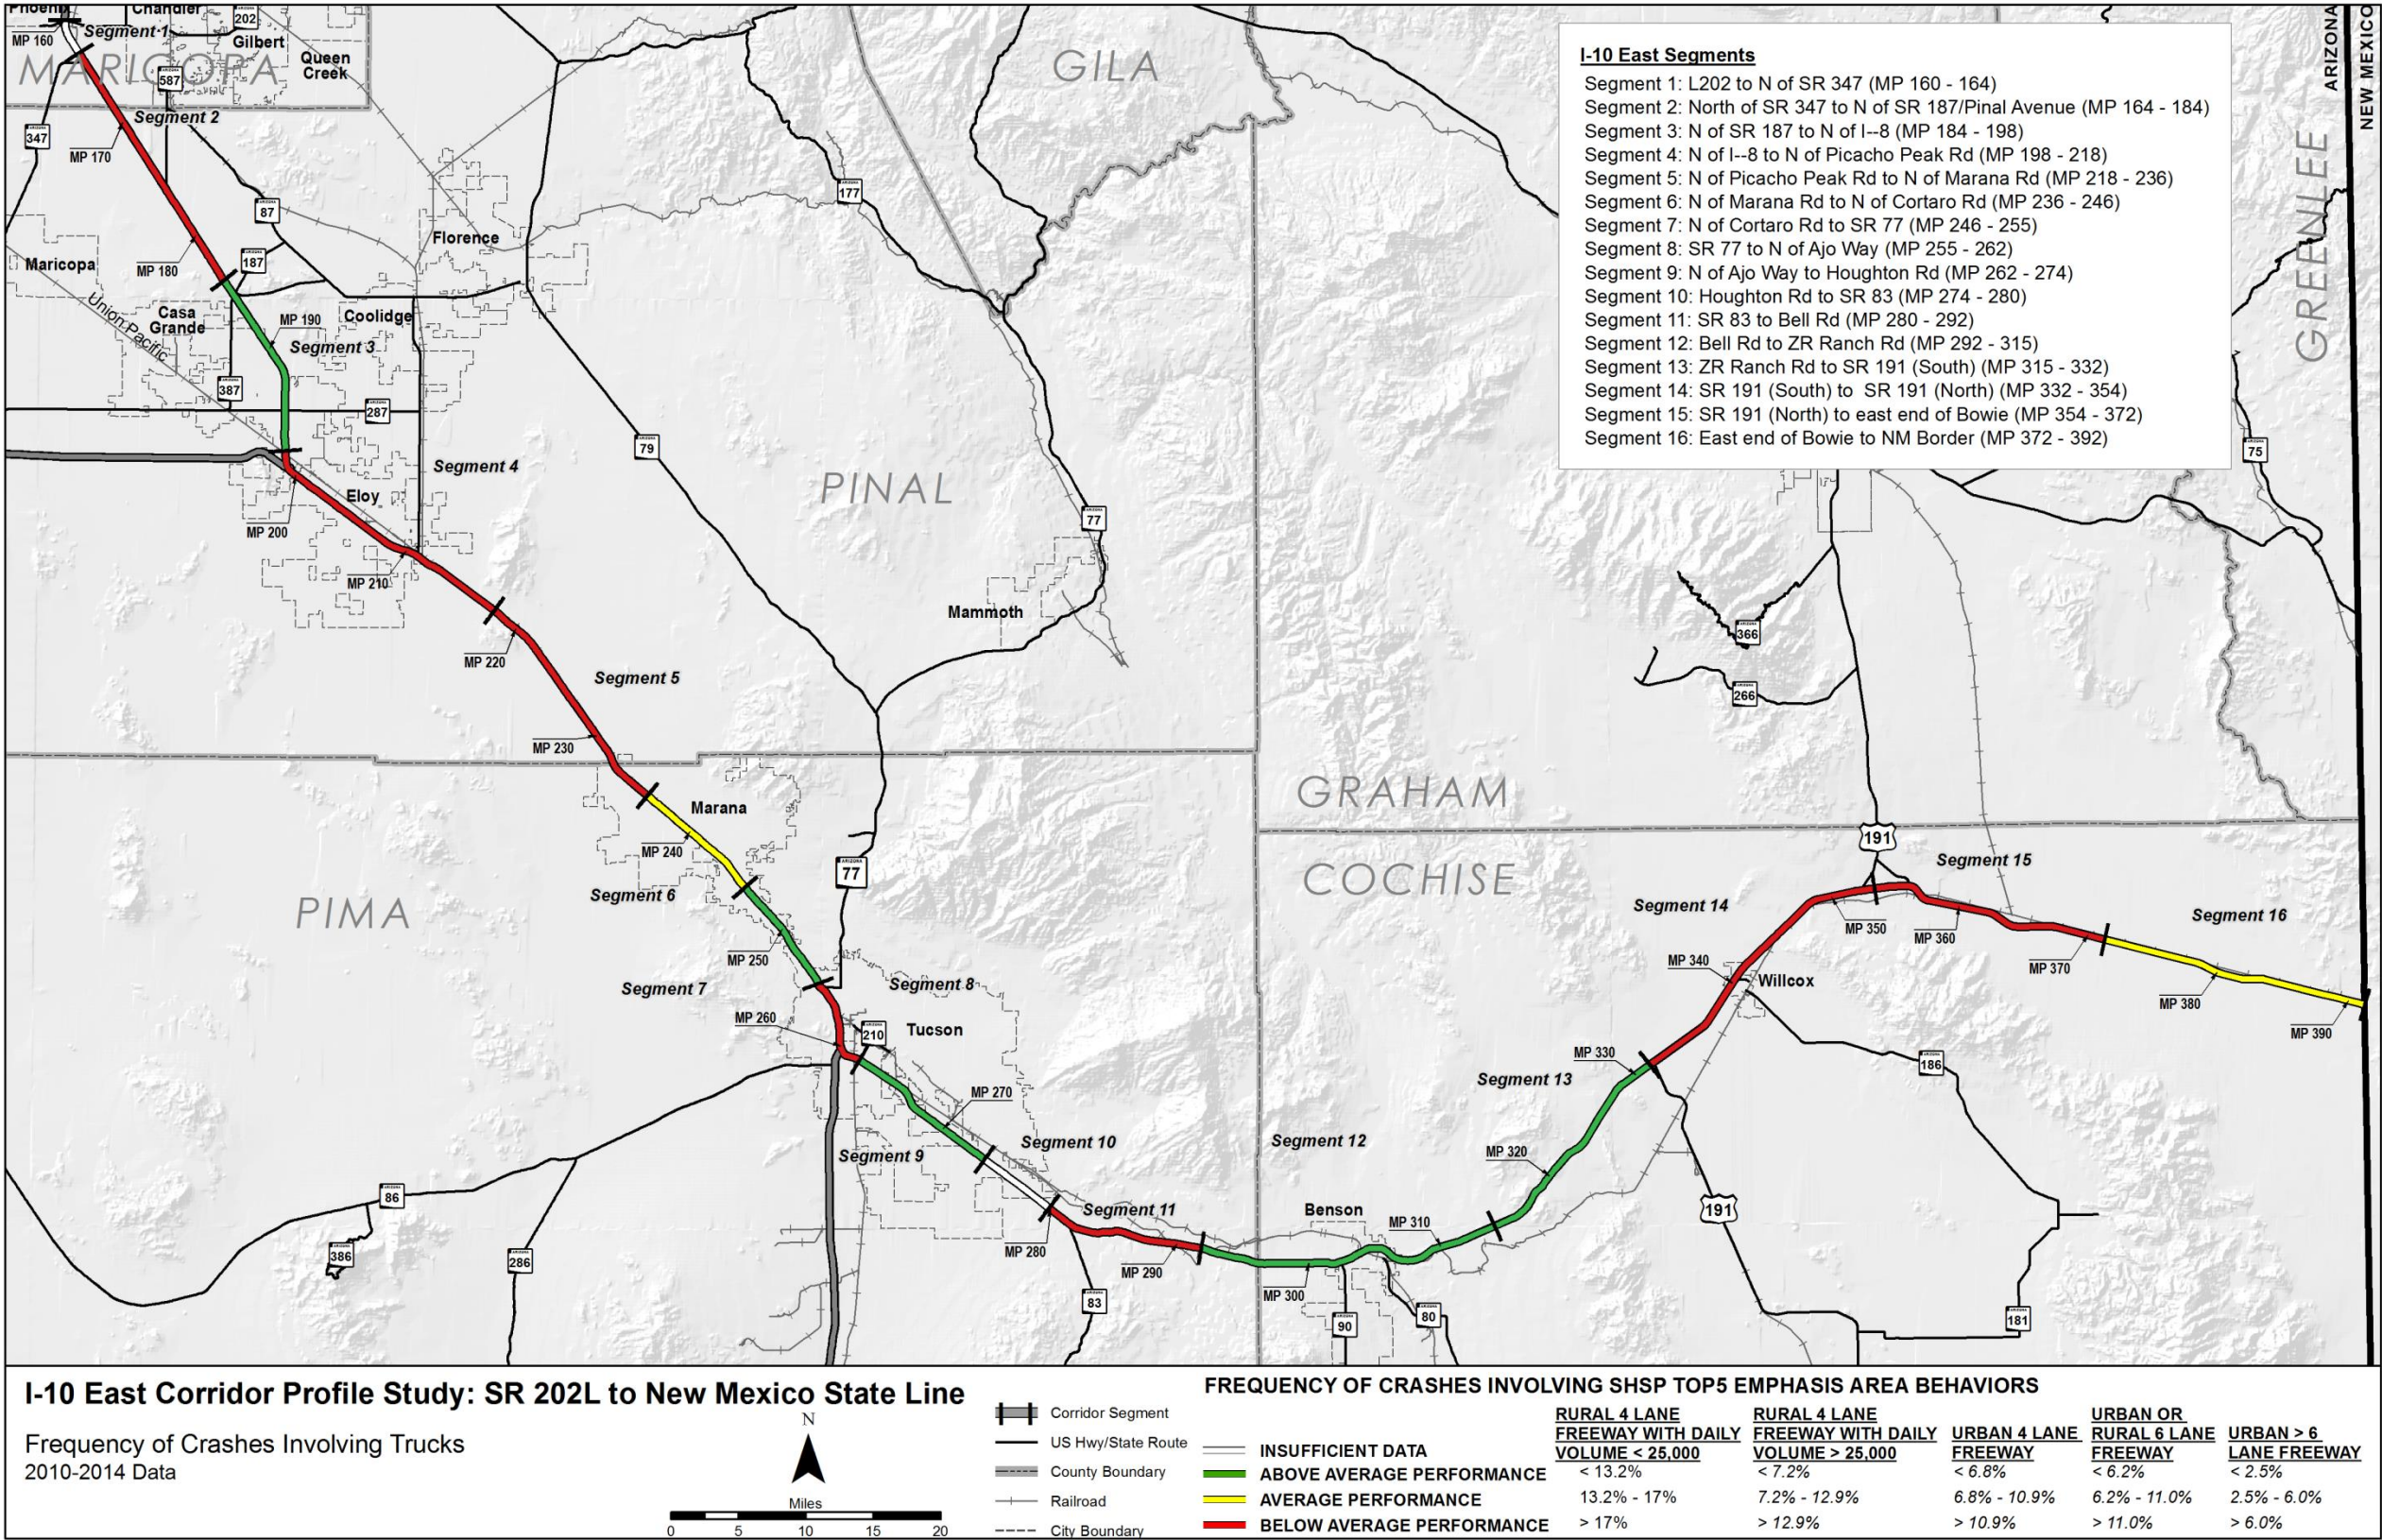 Phoenix
Chandler
202
MP 160
Segment 1
Gilbert
Queen
Creek
MARICOPA
587
Segment 2
347
MP 170
87
187
Florence
Maricopa
MP 180
Union Pacific
Casa
Grande
MP 190
Coolidge
Segment 3
387
287
Segment 4
Eloy
MP 200
MP 210
79
177
GILA
PINAL
77
Mammoth
MP 220
Segment 5
MP 230
Marana
MP 240
Segment 6
PIMA
77
MP 250
Segment 7
Segment 8
MP 260
210
Tucson
MP 270
Segment 9
Segment 10
86
386
286
MP 280
Segment 11
MP 290
83
Segment 12
Benson
MP 300
MP 310
90
80
MP 320
Segment 13
MP 330
GRAHAM
COCHISE
366
266
191
Segment 14
Segment 15
MP 340
Willcox
MP 350
MP 360
MP 370
Segment 16
MP 380
MP 390
186
191
181
75
GREENLEE
ARIZONA
NEW MEXICO
I-10 East Segments
Segment 1: L202 to N of SR 347 (MP 160 - 164)
Segment 2: North of SR 347 to N of SR 187/Pinal Avenue (MP 164 - 184)
Segment 3: N of SR 187 to N of I--8 (MP 184 - 198)
Segment 4: N of I--8 to N of Picacho Peak Rd (MP 198 - 218)
Segment 5: N of Picacho Peak Rd to N of Marana Rd (MP 218 - 236)
Segment 6: N of Marana Rd to N of Cortaro Rd (MP 236 - 246)
Segment 7: N of Cortaro Rd to SR 77 (MP 246 - 255)
Segment 8: SR 77 to N of Ajo Way (MP 255 - 262)
Segment 9: N of Ajo Way to Houghton Rd (MP 262 - 274)
Segment 10: Houghton Rd to SR 83 (MP 274 - 280)
Segment 11: SR 83 to Bell Rd (MP 280 - 292)
Segment 12: Bell Rd to ZR Ranch Rd (MP 292 - 315)
Segment 13: ZR Ranch Rd to SR 191 (South) (MP 315 - 332)
Segment 14: SR 191 (South) to SR 191 (North) (MP 332 - 354)
Segment 15: SR 191 (North) to east end of Bowie (MP 354 - 372)
Segment 16: East end of Bowie to NM Border (MP 372 - 392)
I-10 East Corridor Profile Study: SR 202L to New Mexico State Line
Frequency of Crashes Involving Trucks
2010-2014 Data
N
Miles
0 5 10 15 20
Corridor Segment
US Hwy/State Route
County Boundary
Railroad
City Boundary
FREQUENCY OF CRASHES INVOLVING SHSP TOP5 EMPHASIS AREA BEHAVIORS
INSUFFICIENT DATA
ABOVE AVERAGE PERFORMANCE
AVERAGE PERFORMANCE
BELOW AVERAGE PERFORMANCE
RURAL 4 LANE
FREEWAY WITH DAILY
VOLUME < 25,000
< 13.2%
13.2% - 17%
> 17%
RURAL 4 LANE
FREEWAY WITH DAILY
VOLUME > 25,000
< 7.2%
7.2% - 12.9%
> 12.9%
URBAN 4 LANE
FREEWAY
< 6.8%
6.8% - 10.9%
> 10.9%
URBAN OR
RURAL 6 LANE
FREEWAY
< 6.2%
6.2% - 11.0%
> 11.0%
URBAN > 6
LANE FREEWAY
< 2.5%
2.5% - 6.0%
> 6.0%